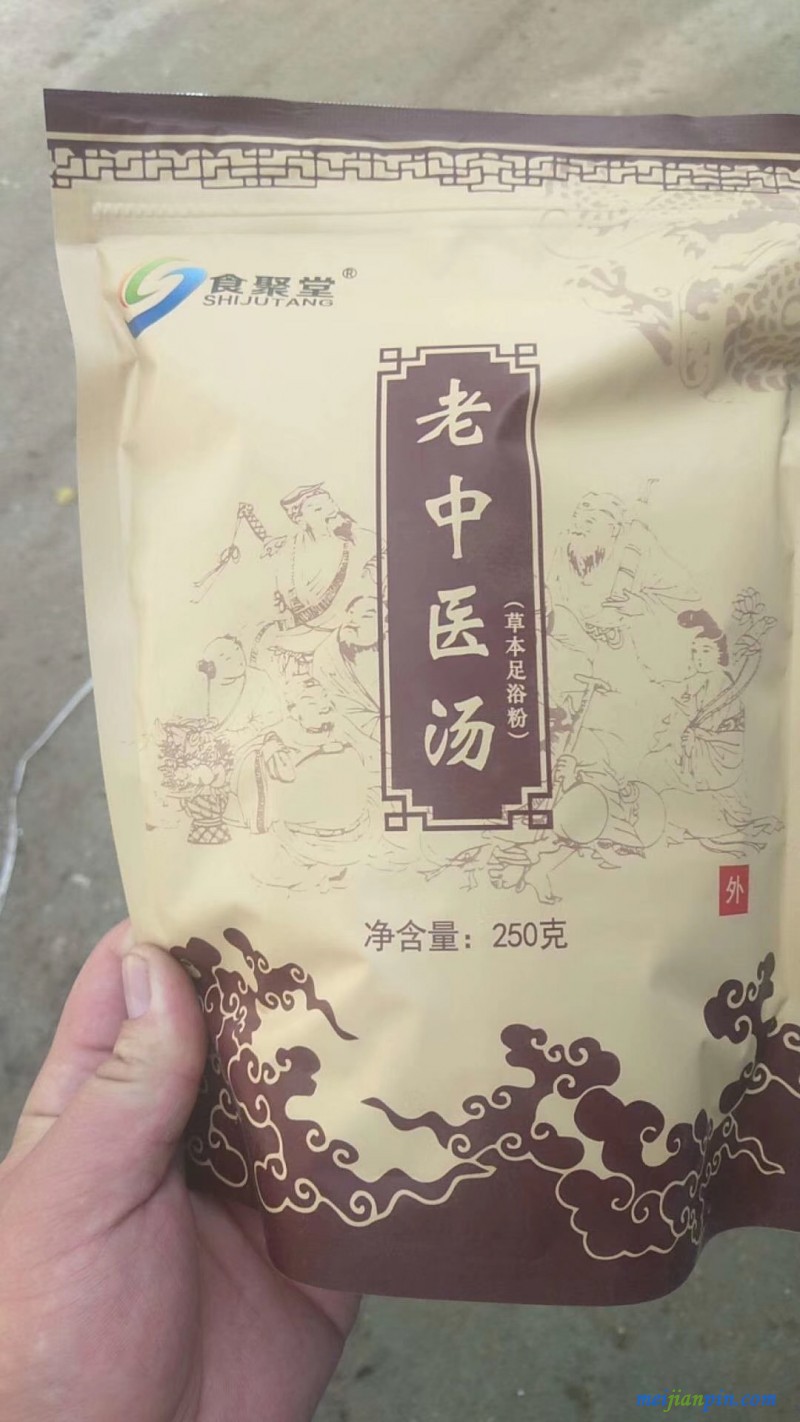 食聚堂®
SHIJUTANG
老中医汤
(草本足浴粉)
外
净含量：250克
meijianpin.com